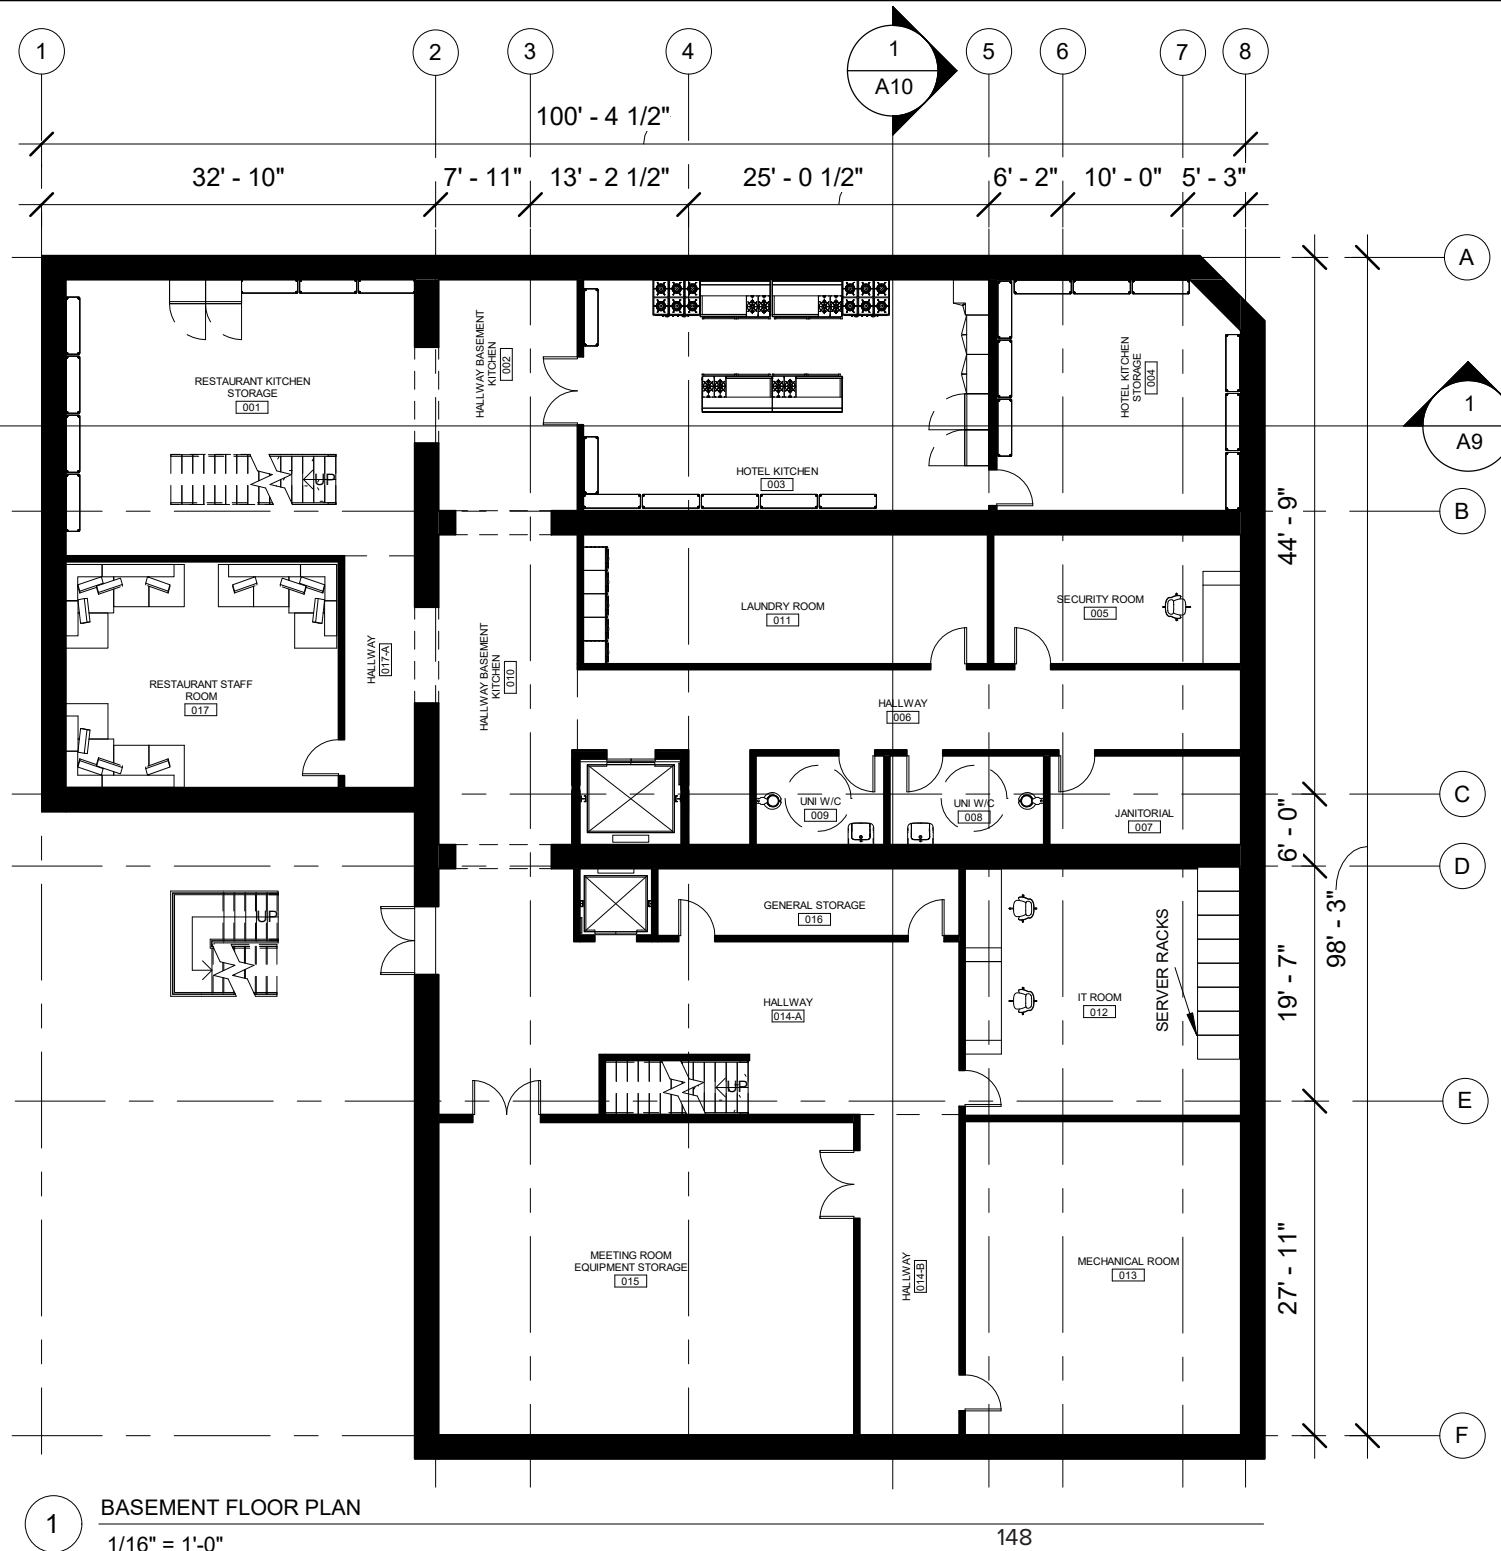 1
2
3
4
1
A10
5
6
7
8
100' - 4 1/2"
32' - 10"
7' - 11"
13' - 2 1/2"
25' - 0 1/2"
6' - 2"
10' - 0"
5' - 3"
A
RESTAURANT KITCHEN
STORAGE
001
HALLWAY BASEMENT
KITCHEN
002
HOTEL KITCHEN
STORAGE
004
1
A9
UP
HOTEL KITCHEN
003
B
44' - 9"
LAUNDRY ROOM
011
SECURITY ROOM
005
HALLWAY
017-A
HALLWAY BASEMENT
KITCHEN
010
RESTAURANT STAFF
ROOM
017
HALLWAY
006
UNI W/C
009
UNI W/C
008
JANITORIAL
007
C
6' - 0"
D
UP
GENERAL STORAGE
016
98' - 3"
SERVER RACKS
19' - 7"
HALLWAY
014-A
IT ROOM
012
UP
E
MEETING ROOM
EQUIPMENT STORAGE
015
HALLWAY
014-B
MECHANICAL ROOM
013
27' - 11"
F
1
BASEMENT FLOOR PLAN
1/16" = 1'-0"
148